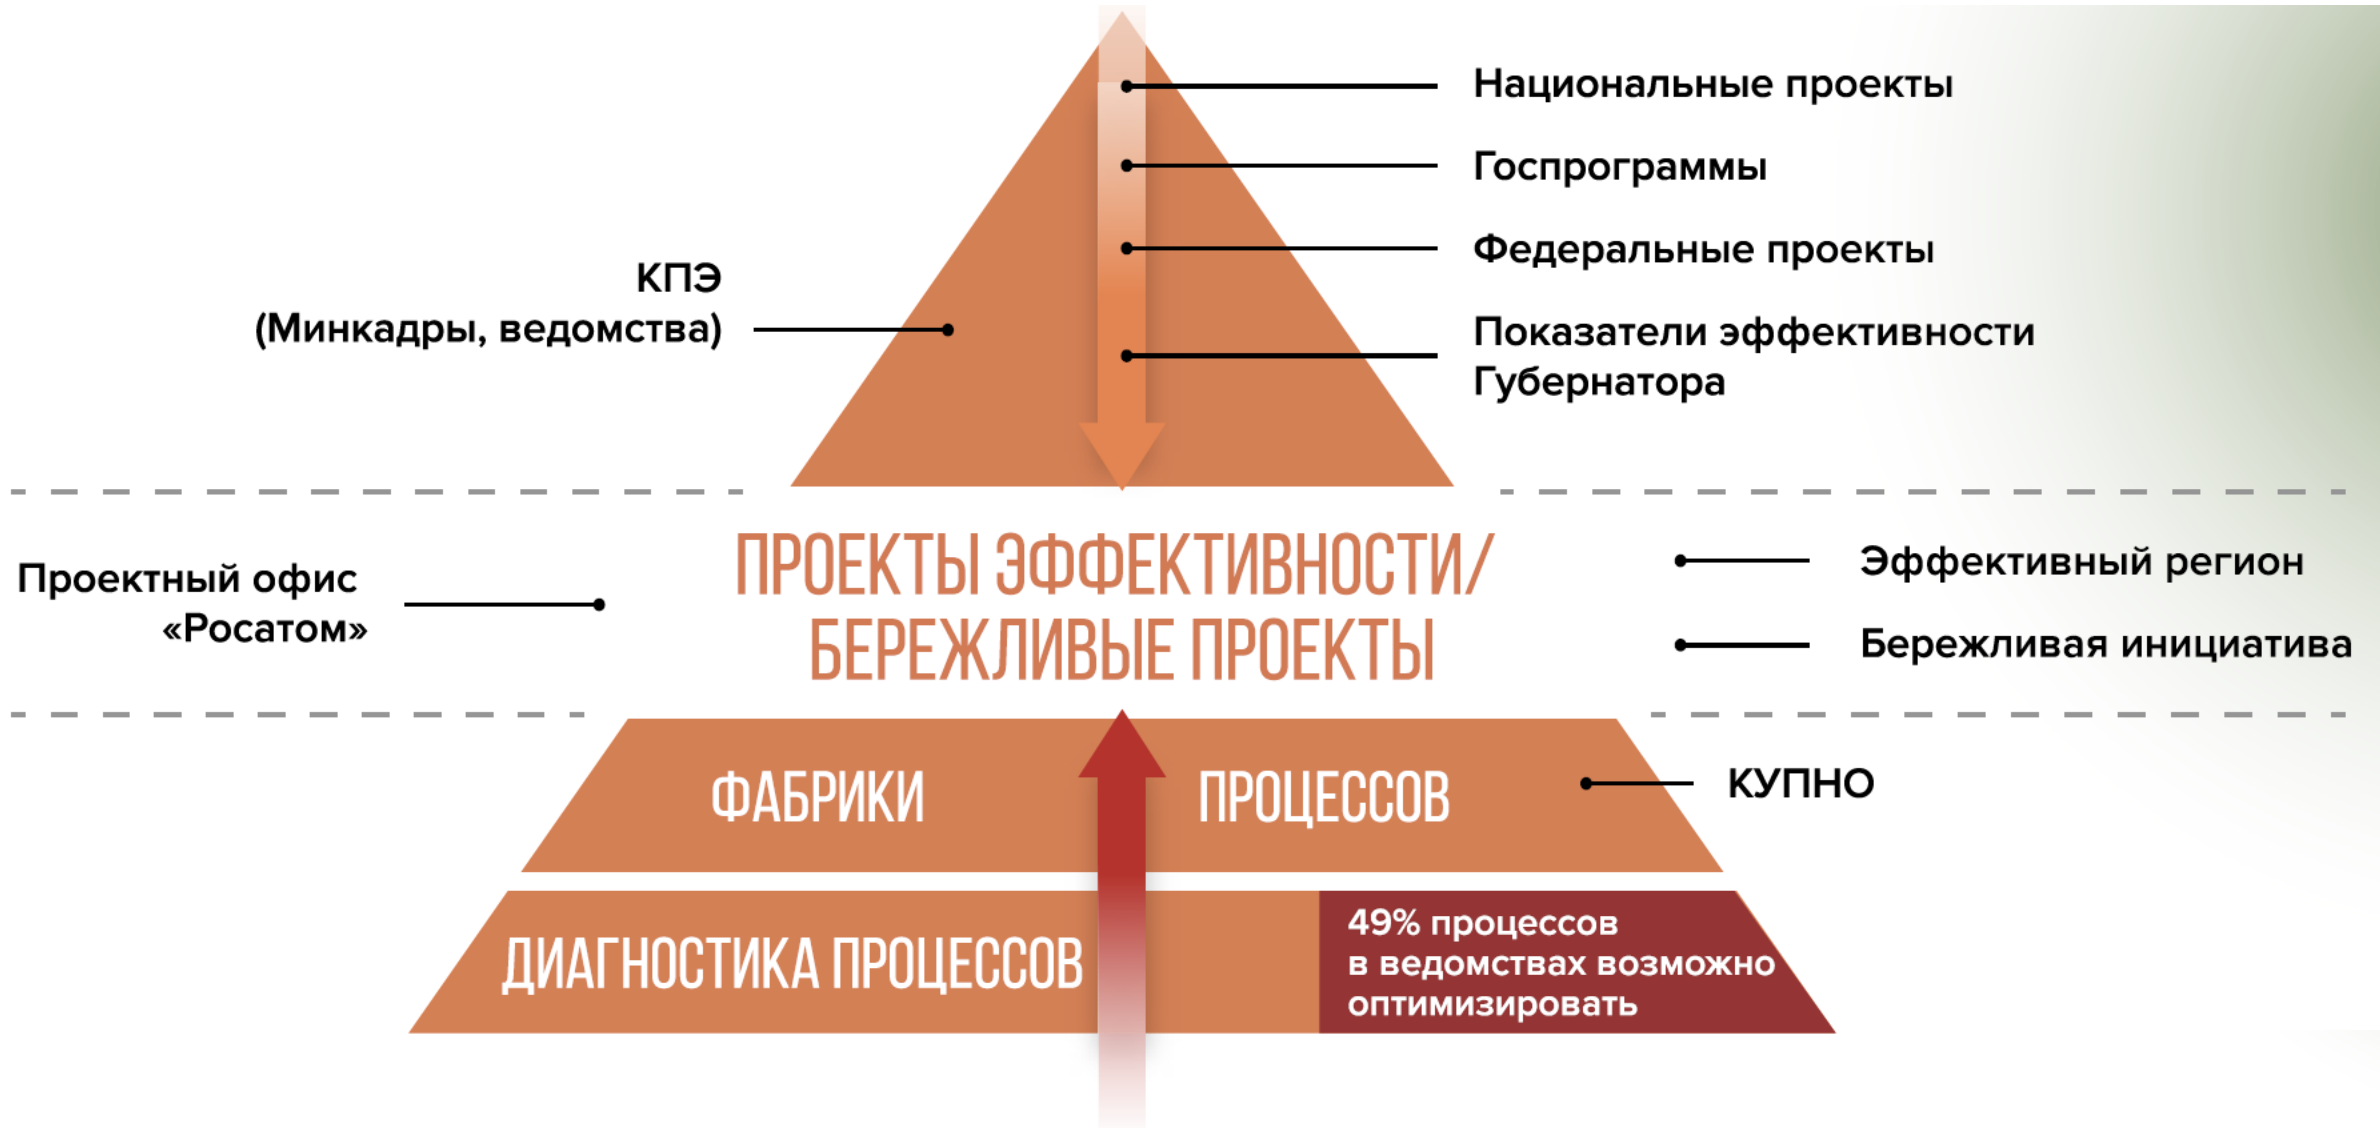 Национальные проекты
Госпрограммы
Федеральные проекты
КПЭ
(Минкадры, ведомства)
Показатели эффективности
Губернатора
Проектный офис
«Росатом»
ПРОЕКТЫ ЭФФЕКТИВНОСТИ/
БЕРЕЖЛИВЫЕ ПРОЕКТЫ
Эффективный регион
Бережливая инициатива
ФАБРИКИ ПРОЦЕССОВ
КУПНО
ДИАГНОСТИКА ПРОЦЕССОВ
49% процессов
в ведомствах возможно
оптимизировать